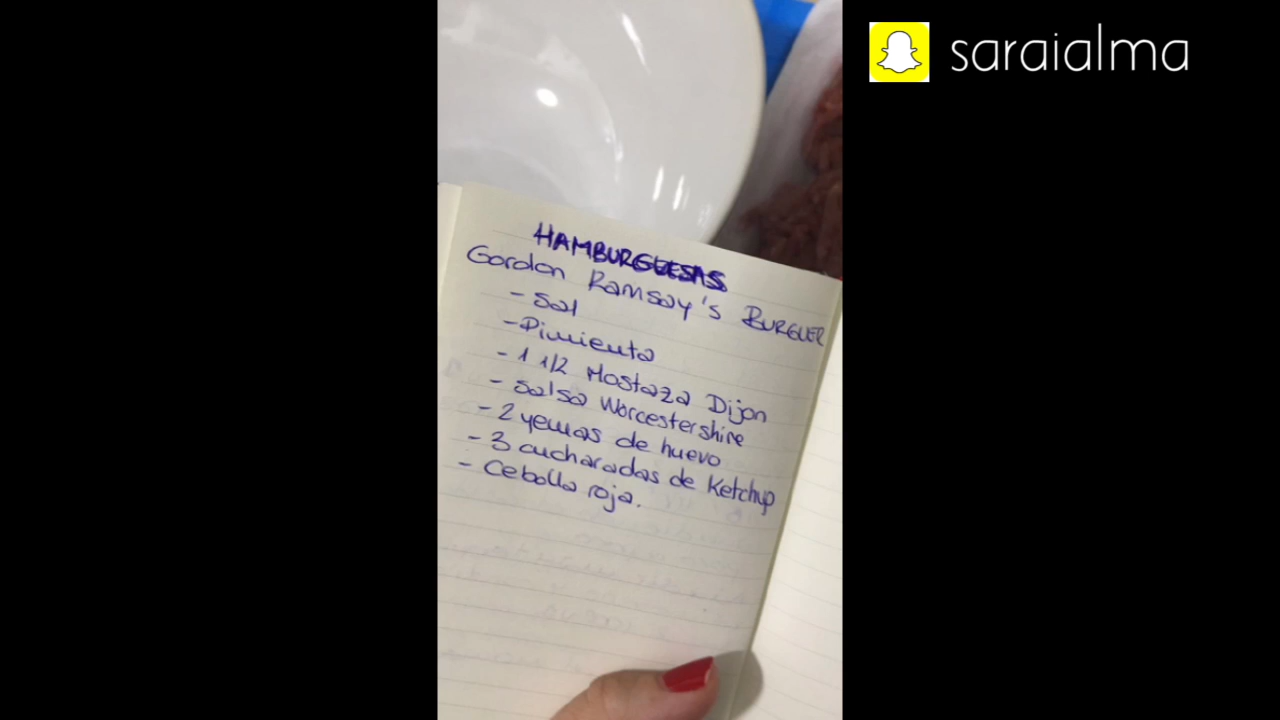 saraialma
HAMBURGUESAS
Gordon Ramsay's BURGUER
- Sal
- Pimienta
- 1 1/2 Mostaza Dijon
- Salsa Worcestershire
- 2 yemas de huevo
- 3 cucharadas de Ketchup
- Cebolla roja.